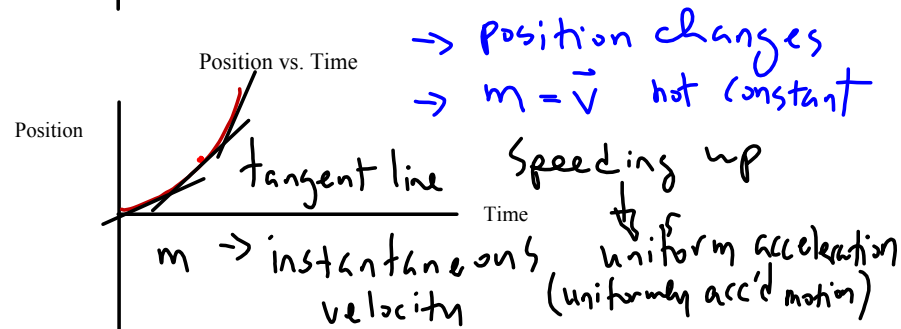 → position changes
Position vs. Time
→ m = v⃗ not constant
Position
tangent line
Speeding up
Time
m → instantaneous velocity
uniform acceleration
(uniformly acc'd motion)